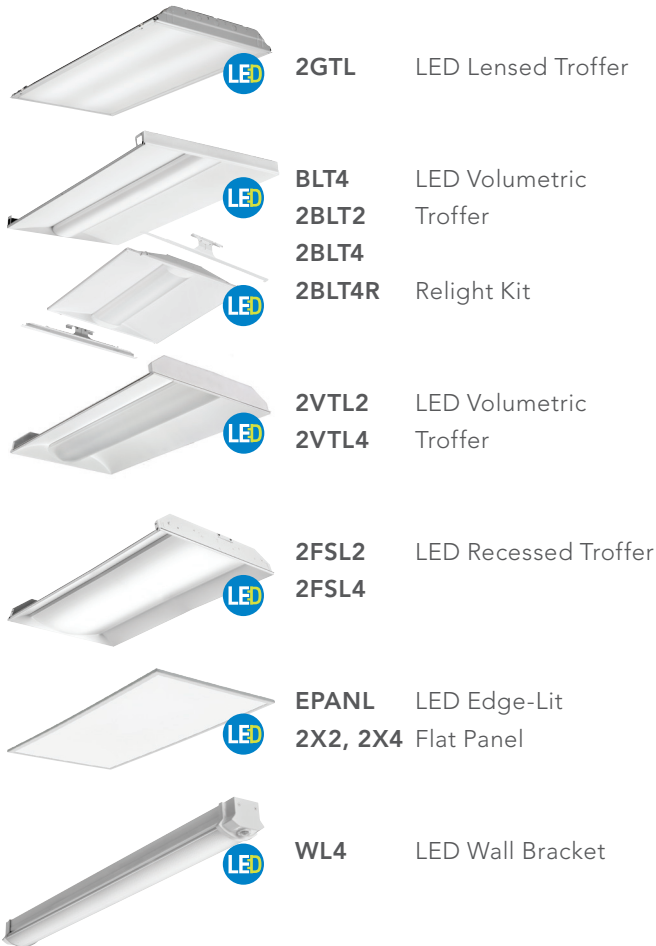 LED 2GTL LED Lensed Troffer
BLT4 LED Volumetric
LED 2BLT2 Troffer
2BLT4
LED 2BLT4R Relight Kit
2VTL2 LED Volumetric
LED 2VTL4 Troffer
2FSL2 LED Recessed Troffer
LED 2FSL4
EPANL LED Edge-Lit
LED 2X2, 2X4 Flat Panel
LED WL4 LED Wall Bracket